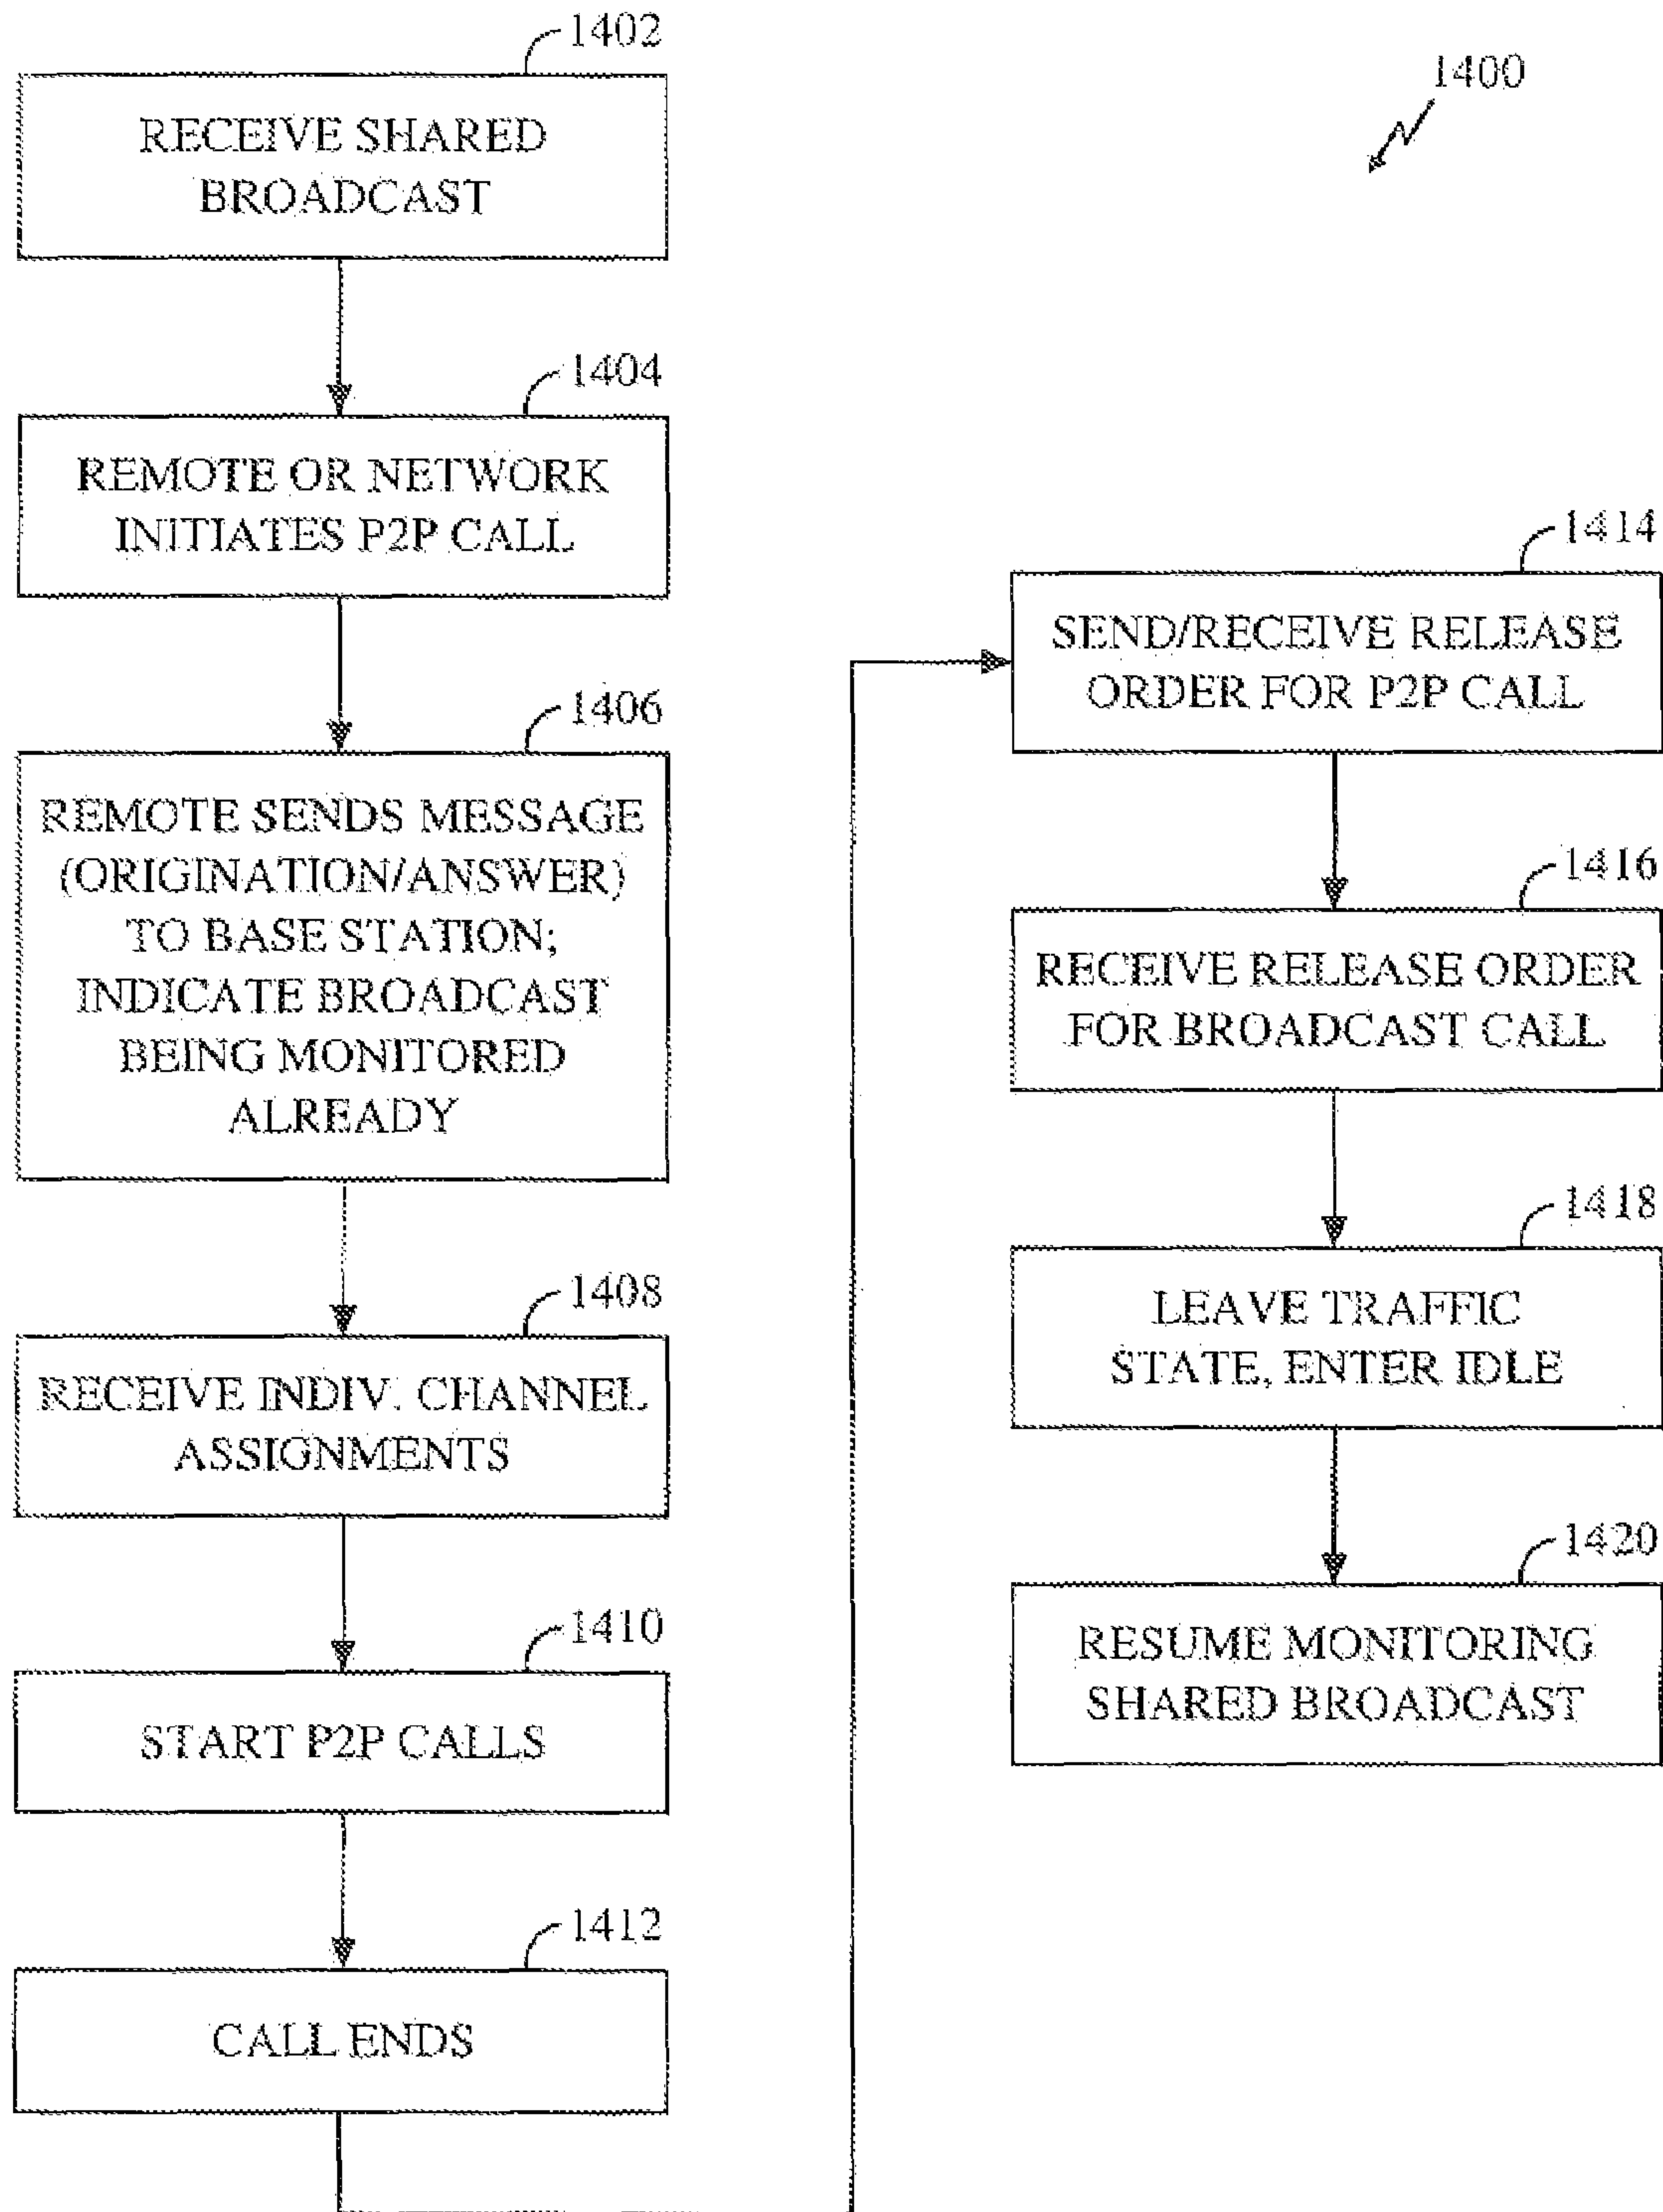 1400
1402
RECEIVE SHARED
BROADCAST
1404
REMOTE OR NETWORK
INITIATES P2P CALL
1406
REMOTE SENDS MESSAGE
(ORIGINATION/ANSWER)
TO BASE STATION;
INDICATE BROADCAST
BEING MONITORED
ALREADY
1408
RECEIVE INDIV. CHANNEL
ASSIGNMENTS
1410
START P2P CALLS
1412
CALL ENDS
1414
SEND/RECEIVE RELEASE
ORDER FOR P2P CALL
1416
RECEIVE RELEASE ORDER
FOR BROADCAST CALL
1418
LEAVE TRAFFIC
STATE, ENTER IDLE
1420
RESUME MONITORING
SHARED BROADCAST